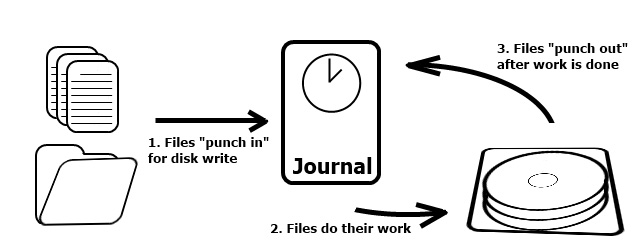 1. Files "punch in"
for disk write
Journal
2. Files do their work
3. Files "punch out"
after work is done